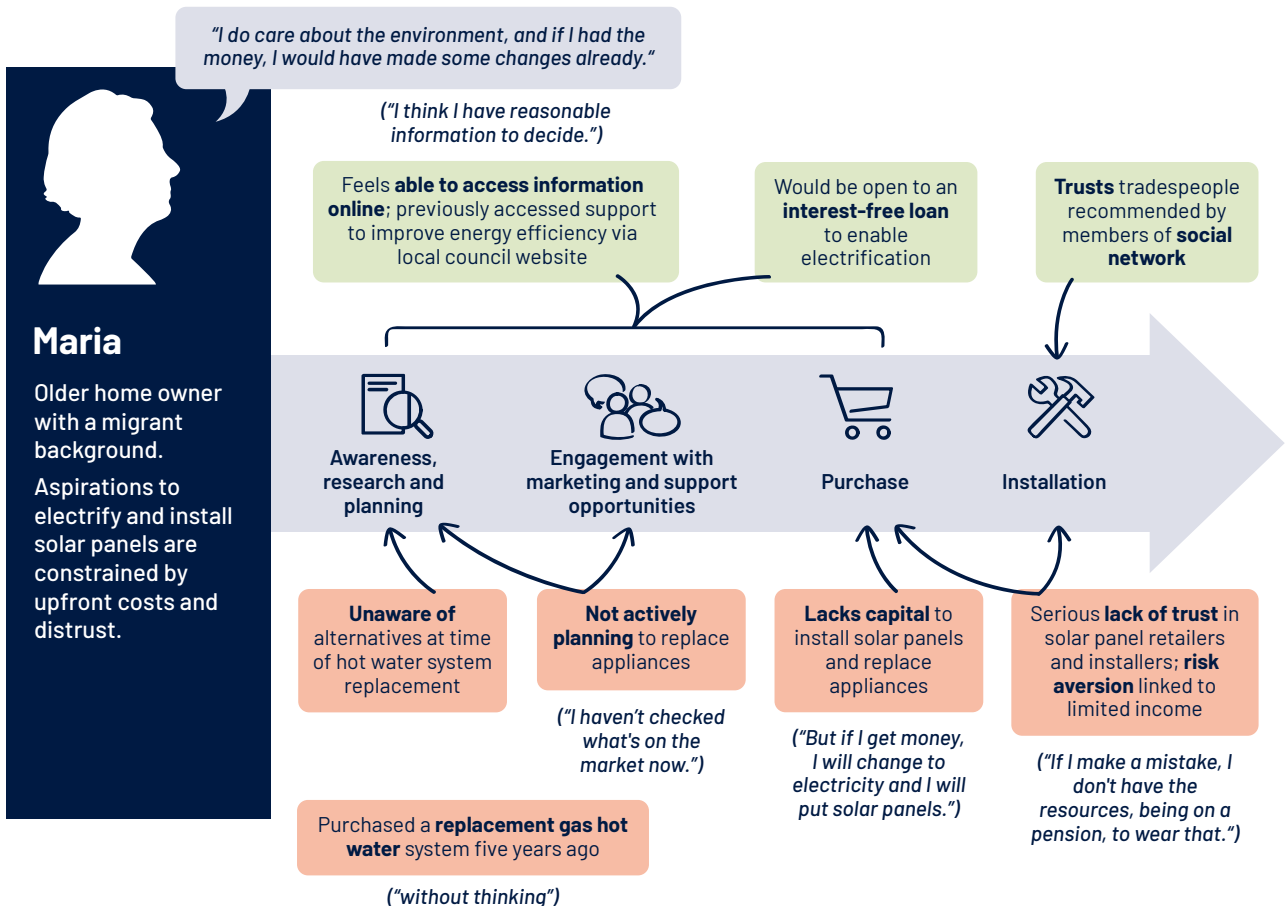 “I do care about the environment, and if I had the
money, I would have made some changes already.“
(“I think I have reasonable
information to decide.”)
Feels able to access information
online; previously accessed support
to improve energy efficiency via
local council website
Would be open to an
interest-free loan
to enable
electrification
Trusts tradespeople
recommended by
members of social
network
Maria
Older home owner
with a migrant
background.
Aspirations to
electrify and install
solar panels are
constrained by
upfront costs and
distrust.
Awareness,
research and
planning
Engagement with
marketing and support
opportunities
Purchase
Installation
Unaware of
alternatives at time
of hot water system
replacement
Not actively
planning to replace
appliances
(“I haven’t checked
what's on the
market now.”)
Lacks capital to
install solar panels
and replace
appliances
(“But if I get money,
I will change to
electricity and I will
put solar panels.”)
Serious lack of trust in
solar panel retailers
and installers; risk
aversion linked to
limited income
(“If I make a mistake, I
don't have the
resources, being on a
pension, to wear that.“)
Purchased a replacement gas hot
water system five years ago
(“without thinking”)